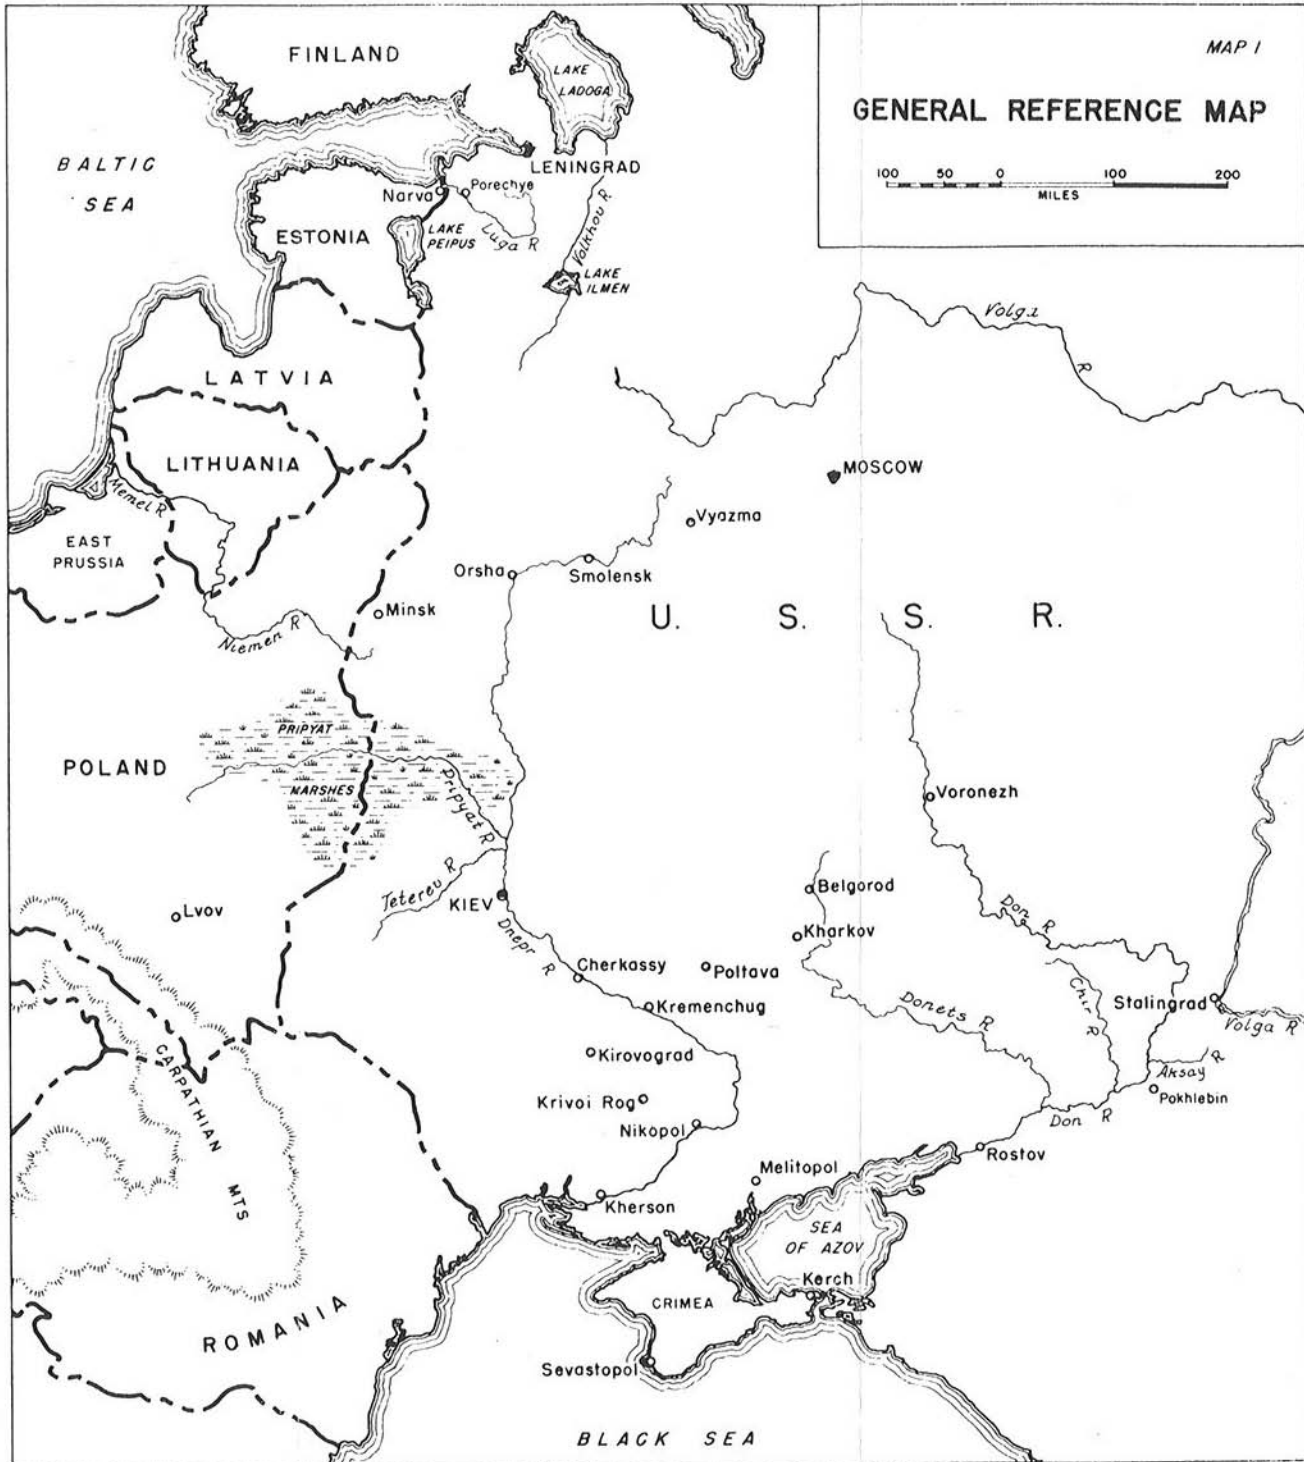 MAP I
GENERAL REFERENCE MAP
100 0 100 200
MILES
FINLAND
LAKE
LADOGA
BALTIC
SEA
LENINGRAD
Narva
Porechye
ESTONIA
LAKE
PEIPUS
Luga R
Volkhov R
LAKE
ILMEN
Volga
R
LATVIA
LITHUANIA
MOSCOW
Memel R
Vyazma
EAST
PRUSSIA
Orsha
Smolensk
Minsk
U. S. S. R.
Niemen R
PRIPYAT
POLAND
MARSHES
Pripyat R
Voronezh
Teterev R
Belgorod
KIEV
Lvov
Don R
Dnepr R
Kharkov
Cherkassy
Poltava
Kremenchug
Donets R
Chir R
Stalingrad
Volga R
Kirovograd
CARPATHIAN
MTS
Aksay R
Krivoi Rog
Pokhlebin
Nikopol
Don R
Rostov
Melitopol
Kherson
SEA
OF AZOV
Kerch
CRIMEA
ROMANIA
Sevastopol
BLACK SEA